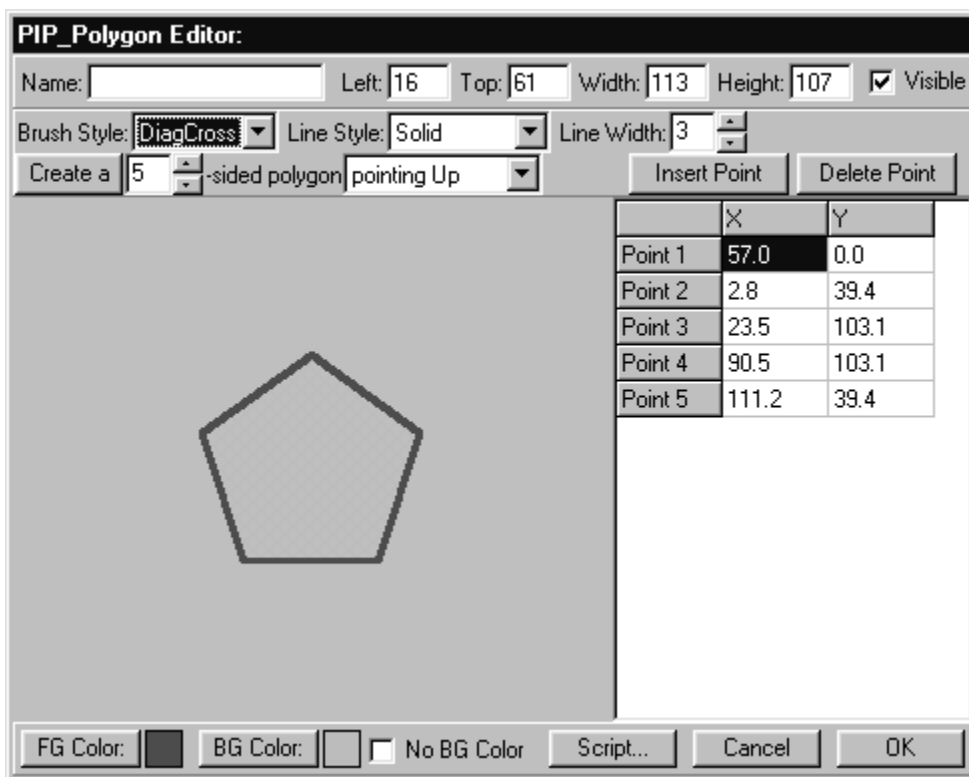 PIP_Polygon Editor:
Name: Left: 16 Top: 61 Width: 113 Height: 107 Visible
Brush Style: DiagCross Line Style: Solid Line Width: 3
Create a 5 -sided polygon pointing Up Insert Point Delete Point
X Y
Point 1 57.0 0.0
Point 2 2.8 39.4
Point 3 23.5 103.1
Point 4 90.5 103.1
Point 5 111.2 39.4
FG Color: BG Color: No BG Color Script... Cancel OK